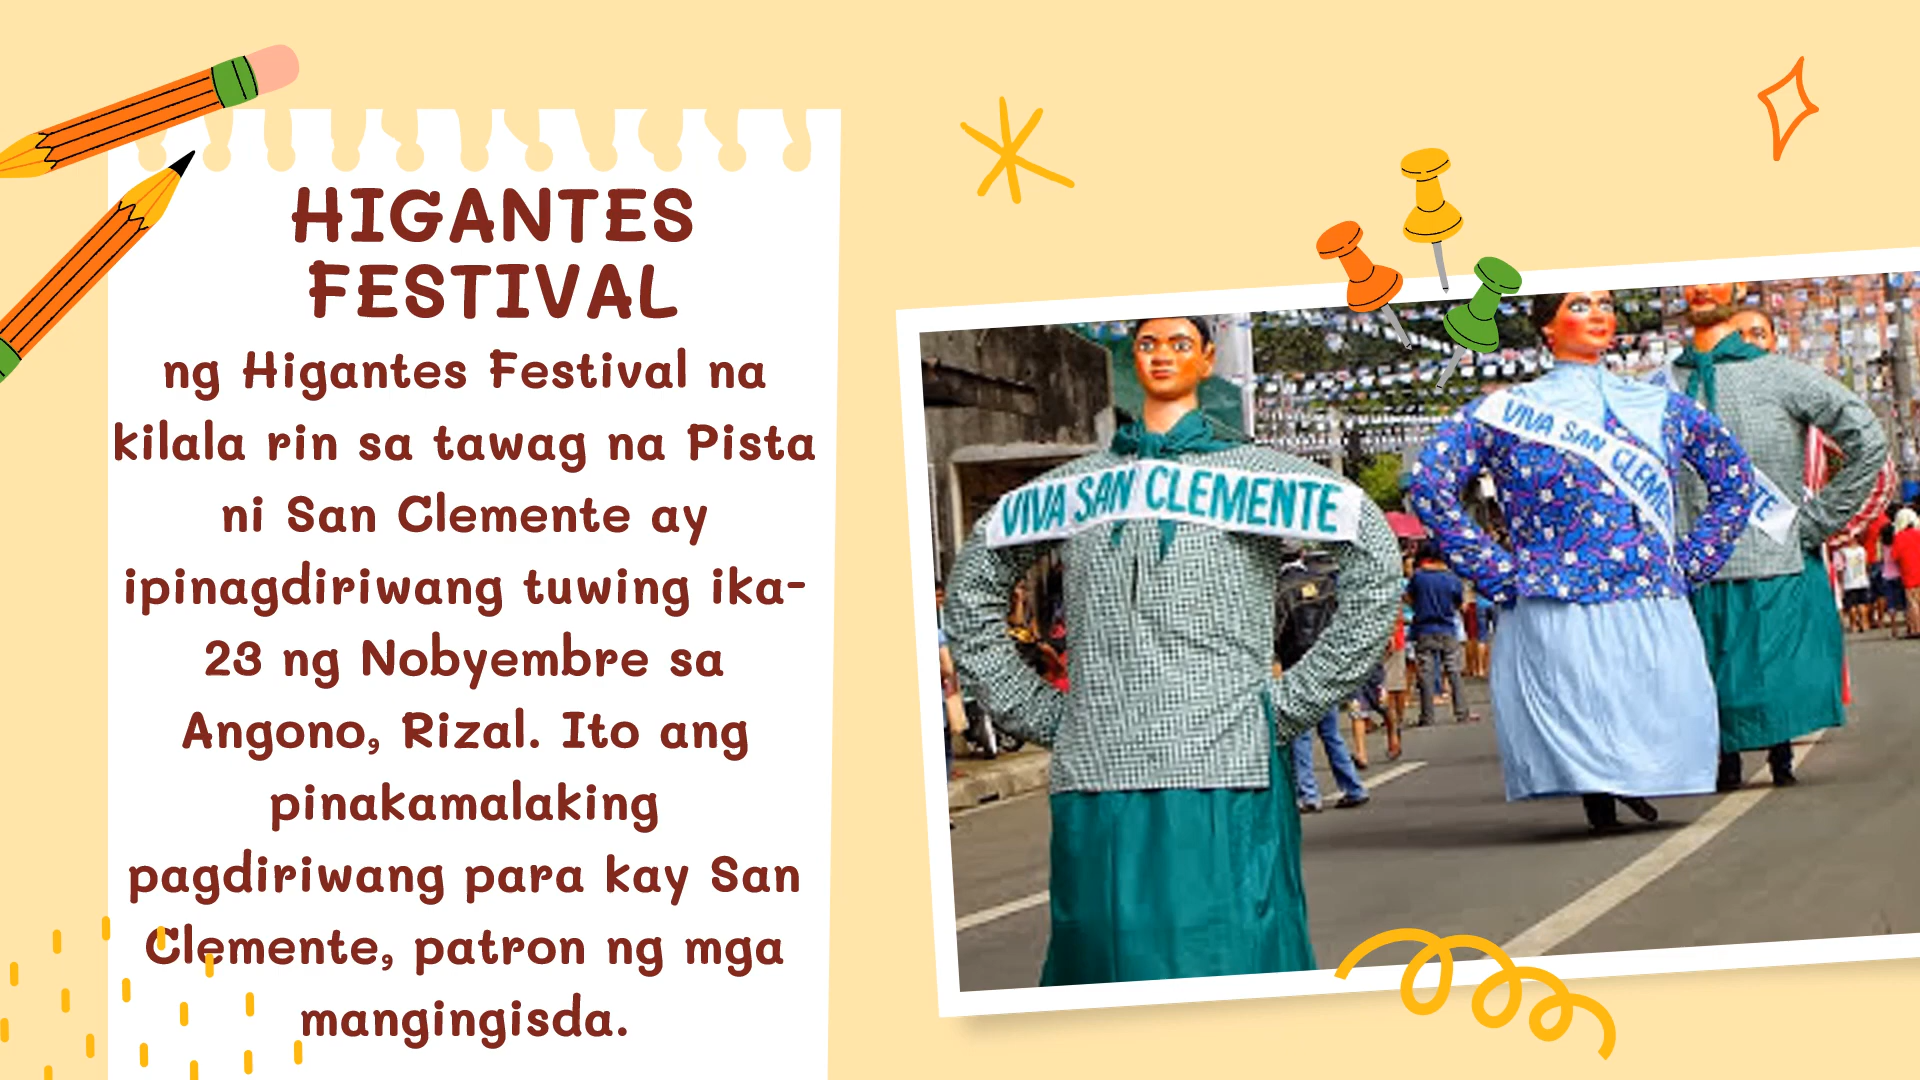 HIGANTES
FESTIVAL
ng Higantes Festival na
kilala rin sa tawag na Pista
ni San Clemente ay
ipinagdiriwang tuwing ika-
23 ng Nobyembre sa
Angono, Rizal. Ito ang
pinakamalaking
pagdiriwang para kay San
Clemente, patron ng mga
mangingisda.
VIVA SAN CLEMENTE
VIVA SAN CLEME
TE